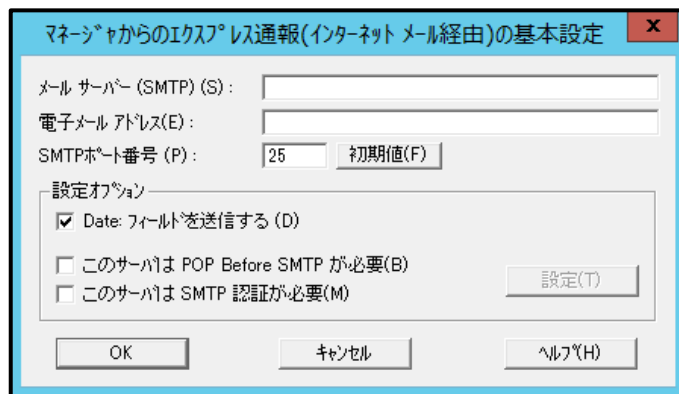 ﾏﾈｰｼﾞｬからのｴｸｽﾌﾟﾚｽ通報(ｲﾝﾀｰﾈｯﾄ ﾒｰﾙ経由)の基本設定 X
ﾒｰﾙ ｻｰﾊﾞｰ (SMTP) (S) :
電子ﾒｰﾙ ｱﾄﾞﾚｽ(E) :
SMTPﾎﾟｰﾄ番号 (P) : 25 初期値(F)
設定ｵﾌﾟｼｮﾝ
Date: ﾌｨｰﾙﾄﾞを送信する (D)
このｻｰﾊﾞは POP Before SMTP が必要(B)
このｻｰﾊﾞは SMTP 認証が必要(M) 設定(T)
OK ｷｬﾝｾﾙ ﾍﾙﾌﾟ(H)